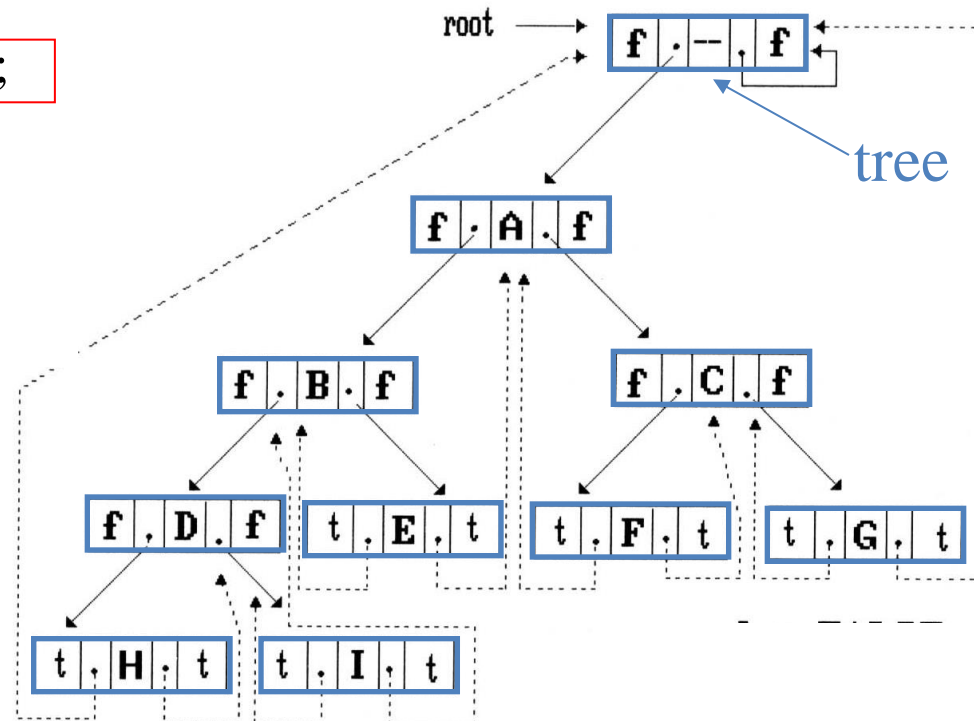 root
f . -- . f
;
tree
f . A . f
f . B . f
f . C . f
f . D . f
t . E . t
t . F . t
t . G . t
t . H . t
t . I . t